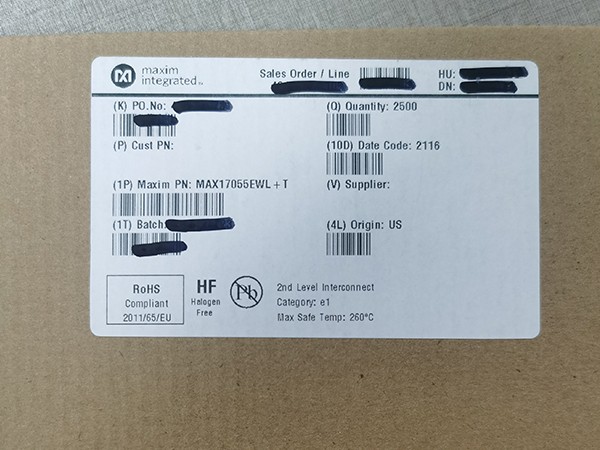 maxim
integrated™
Sales Order / Line
HU:
DN:
(K) PO.No:
(Q) Quantity: 2500
(P) Cust PN:
(10D) Date Code: 2116
(1P) Maxim PN: MAX17055EWL+T
(V) Supplier:
(1T) Batch:
(4L) Origin: US
RoHS
Compliant
2011/65/EU
HF
Halogen
Free
Pb
2nd Level Interconnect
Category: e1
Max Safe Temp: 260°C